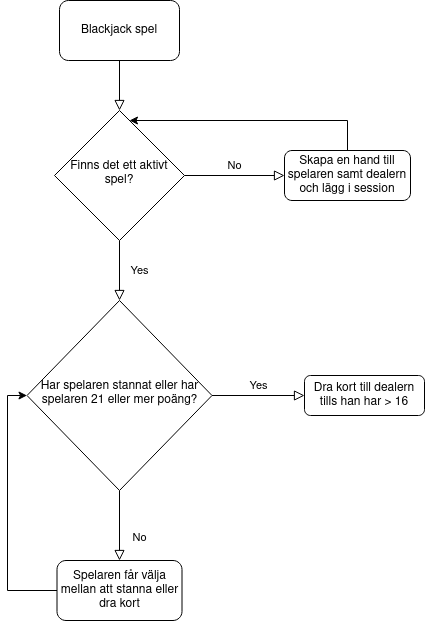 Blackjack spel
Finns det ett aktivt
spel?
No
Skapa en hand till
spelaren samt dealern
och lägg i session
Yes
Har spelaren stannat eller har
spelaren 21 eller mer poäng?
Yes
Dra kort till dealern
tills han har > 16
No
Spelaren får välja
mellan att stanna eller
dra kort